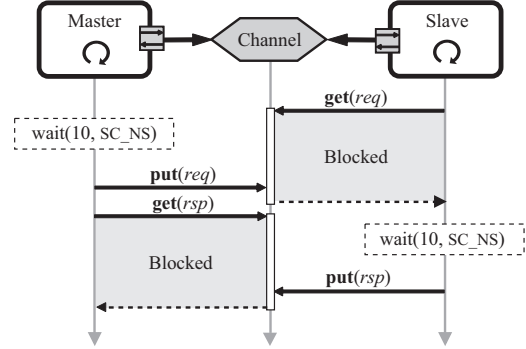 Master
Channel
Slave
get(req)
wait(10, SC_NS)
Blocked
put(req)
get(rsp)
wait(10, SC_NS)
Blocked
put(rsp)